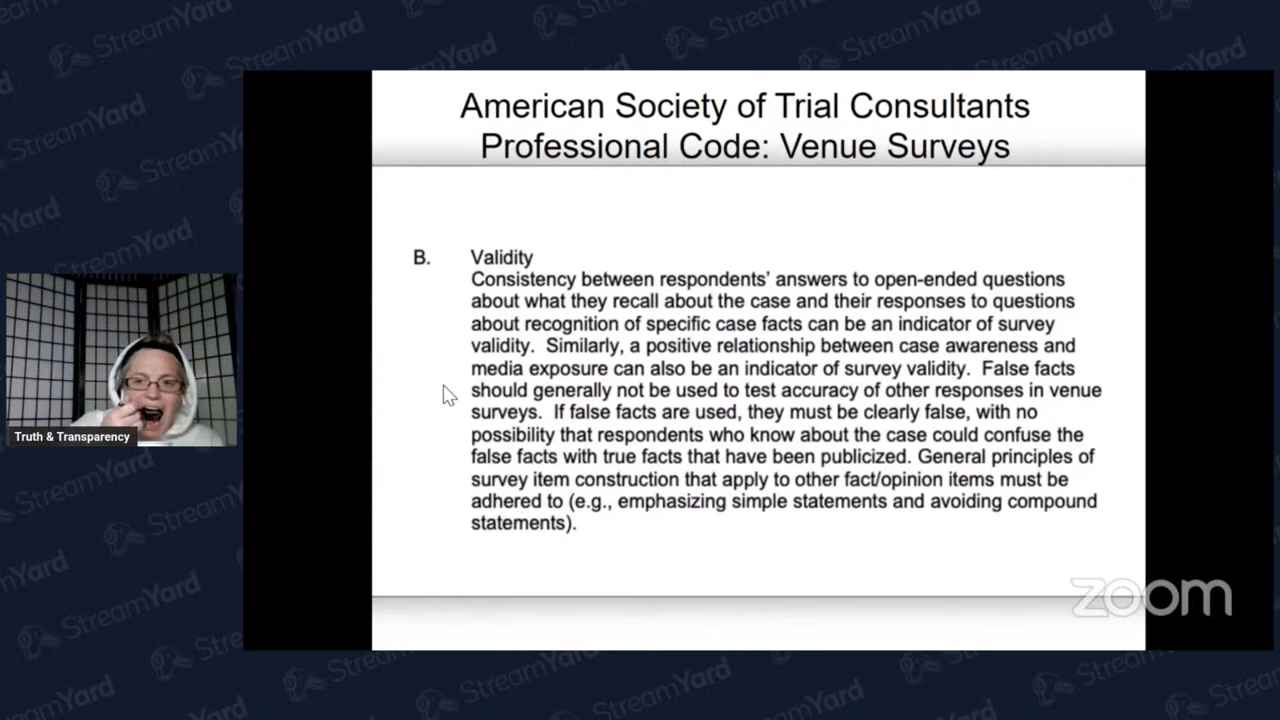 American Society of Trial Consultants
Professional Code: Venue Surveys
B. Validity
Consistency between respondents' answers to open-ended questions
about what they recall about the case and their responses to questions
about recognition of specific case facts can be an indicator of survey
validity. Similarly, a positive relationship between case awareness and
media exposure can also be an indicator of survey validity. False facts
should generally not be used to test accuracy of other responses in venue
surveys. If false facts are used, they must be clearly false, with no
possibility that respondents who know about the case could confuse the
false facts with true facts that have been publicized. General principles of
survey item construction that apply to other fact/opinion items must be
adhered to (e.g., emphasizing simple statements and avoiding compound
statements).
Truth & Transparency
zoom
StreamYard